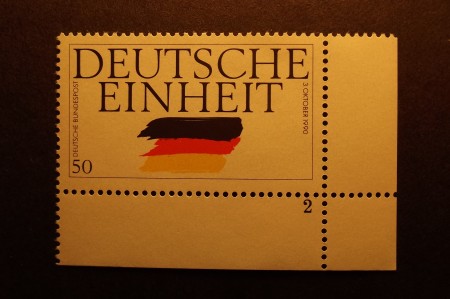 DEUTSCHE
EINHEIT
DEUTSCHE BUNDESPOST
3. OKTOBER 1990
50
2